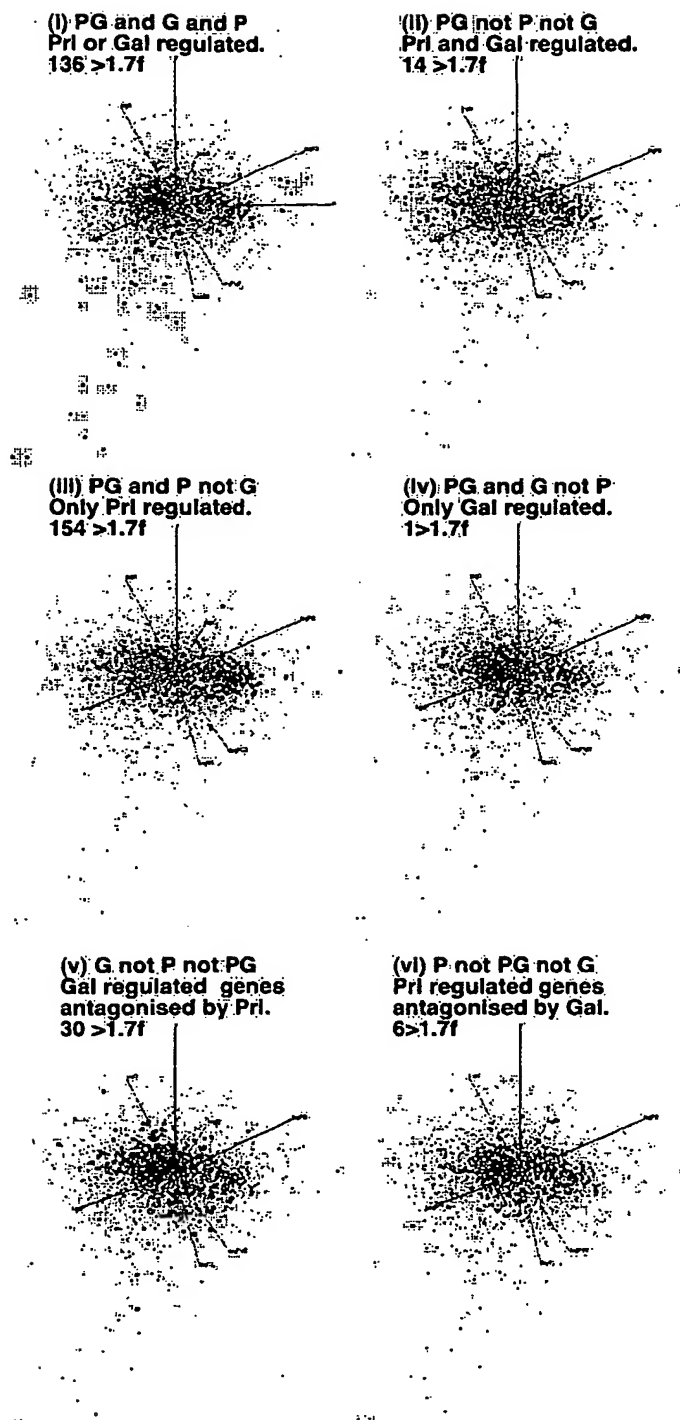 (i) PG and G and P
Prl or Gal regulated.
136 >1.7f
(ii) PG not P not G
Prl and Gal regulated.
14 >1.7f
(iii) PG and P not G
Only Prl regulated.
154 >1.7f
(iv) PG and G not P
Only Gal regulated.
1>1.7f
(v) G not P not PG
Gal regulated genes
antagonised by Prl.
30 >1.7f
(vi) P not PG not G
Prl regulated genes
antagonised by Gal.
6>1.7f